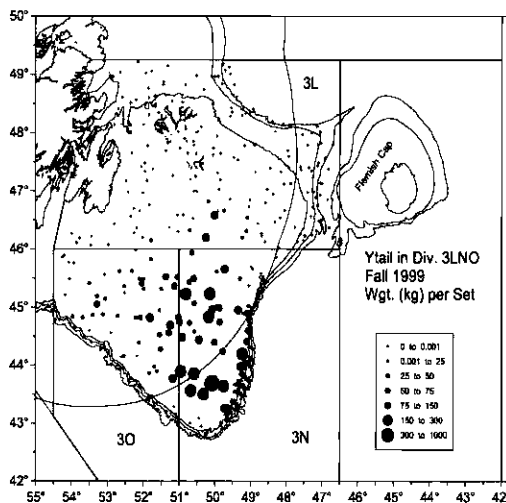 50°
49°
48°
47°
46°
45°
44°
43°
42°
3L
Flemish Cap
Ytail in Div. 3LNO
Fall 1999
Wgt. (kg) per Set
0 to 0.001
0.001 to 25
25 to 50
50 to 75
75 to 150
150 to 300
300 to 1000
3O
3N
55° 54° 53° 52° 51° 50° 49° 48° 47° 46° 45° 44° 43° 42°